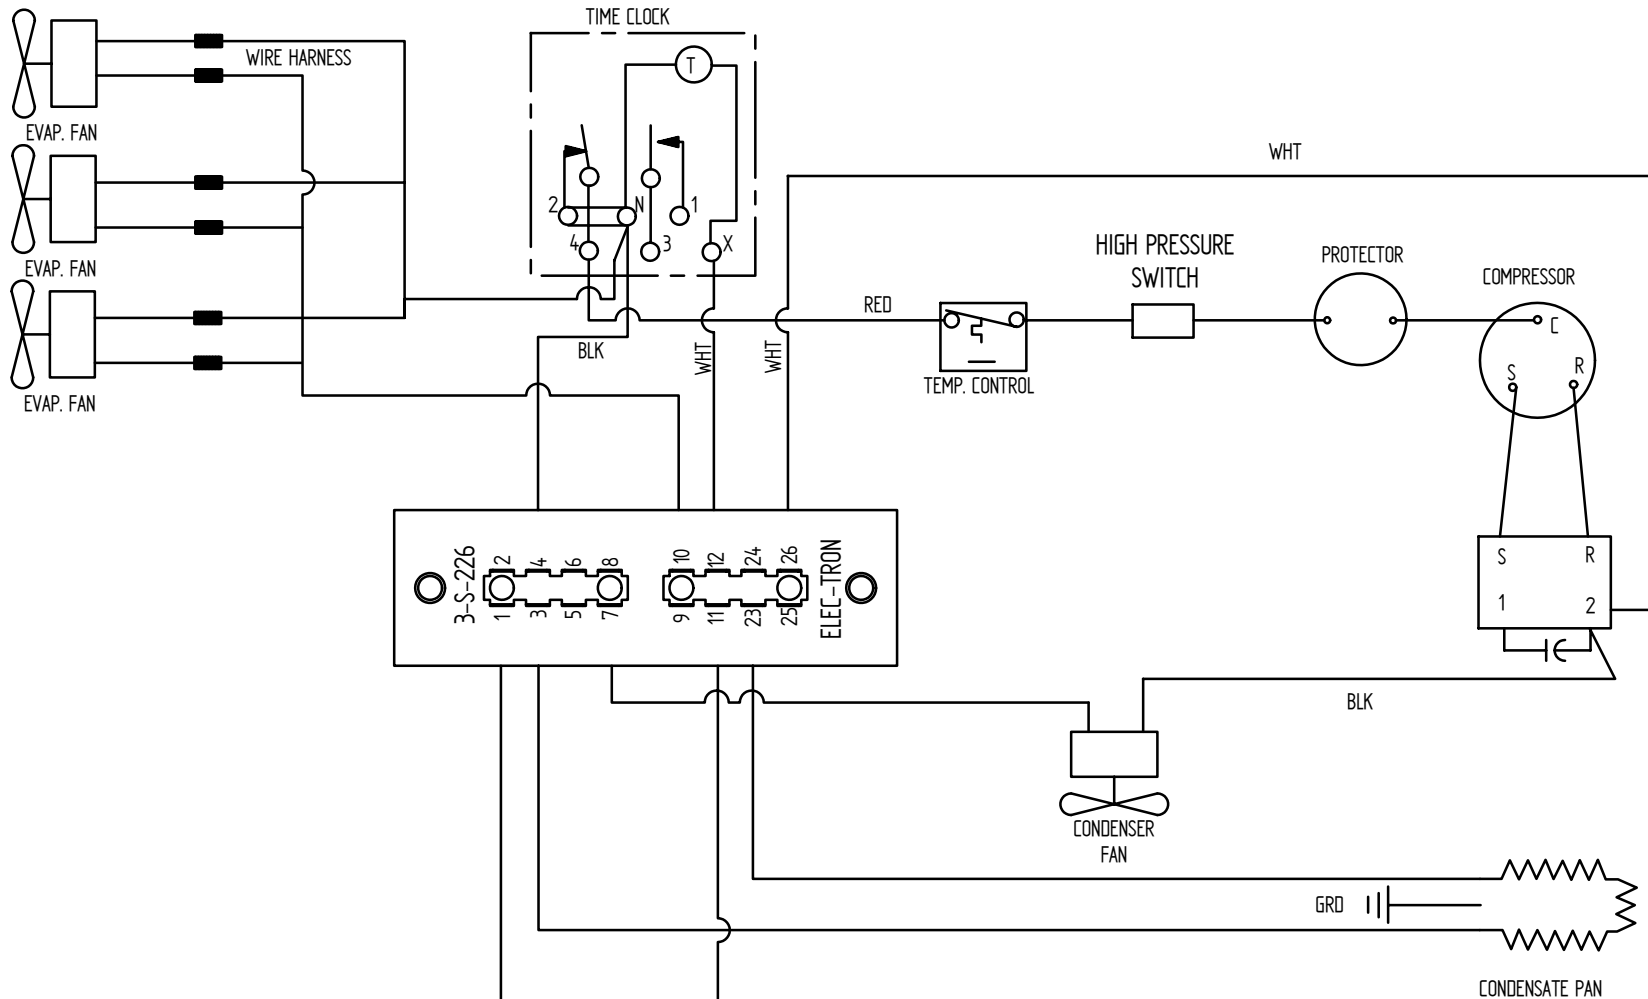 TIME CLOCK
T
WIRE HARNESS
EVAP. FAN
EVAP. FAN
EVAP. FAN
2
N
1
4
3
X
WHT
RED
BLK
WHT
WHT
HIGH PRESSURE
SWITCH
PROTECTOR
COMPRESSOR
C
S
R
TEMP. CONTROL
B-S-226
2
4
6
8
10
12
24
26
1
3
5
7
9
11
23
25
ELEC-TRON
S
R
1
2
BLK
CONDENSER
FAN
GRD
CONDENSATE PAN